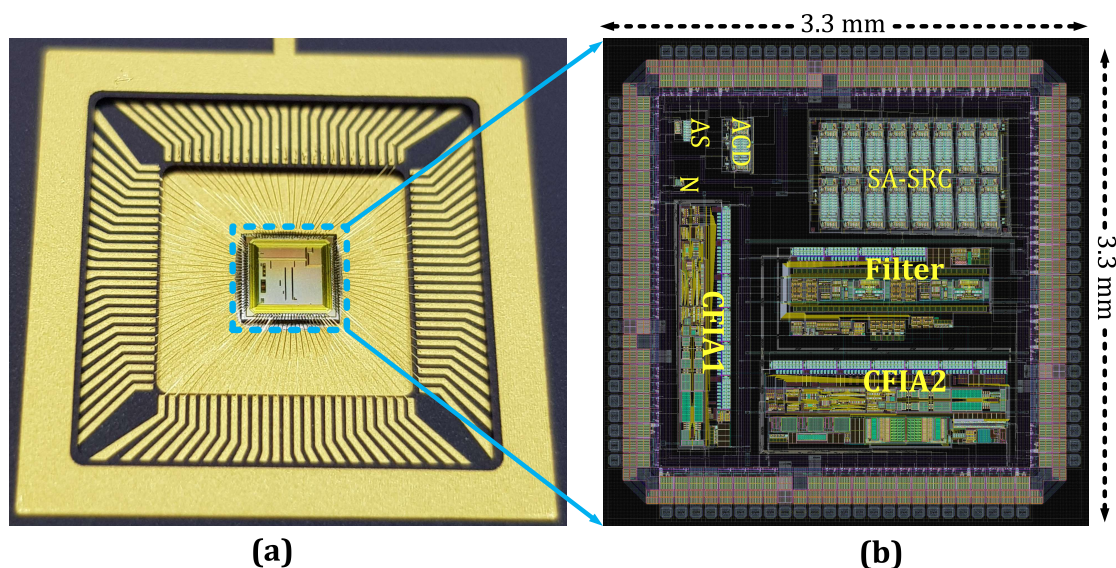 3.3 mm
AS
ACD
SA-SRC
N
Filter
CFIA1
CFIA2
3.3 mm
(a)
(b)